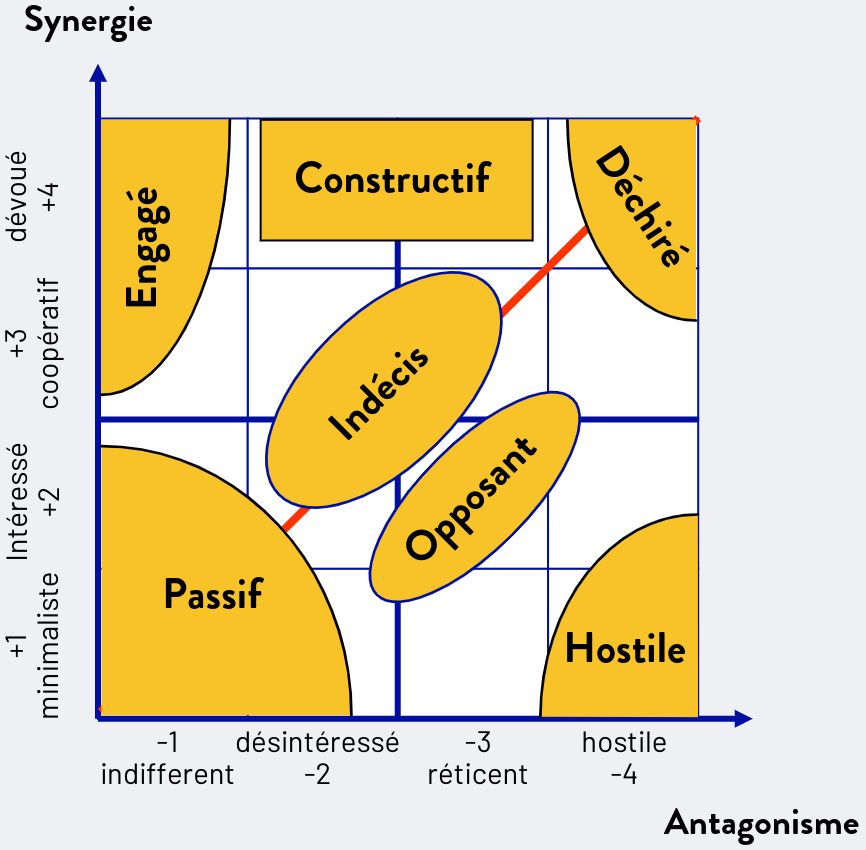 Synergie
dévoué
+4
Engagé
Constructif
Déchiré
+3
coopératif
Indécis
Intéressé
+2
Opposant
+1
minimaliste
Passif
Hostile
-1
indifferent
désintéressé
-2
-3
réticent
hostile
-4
Antagonisme